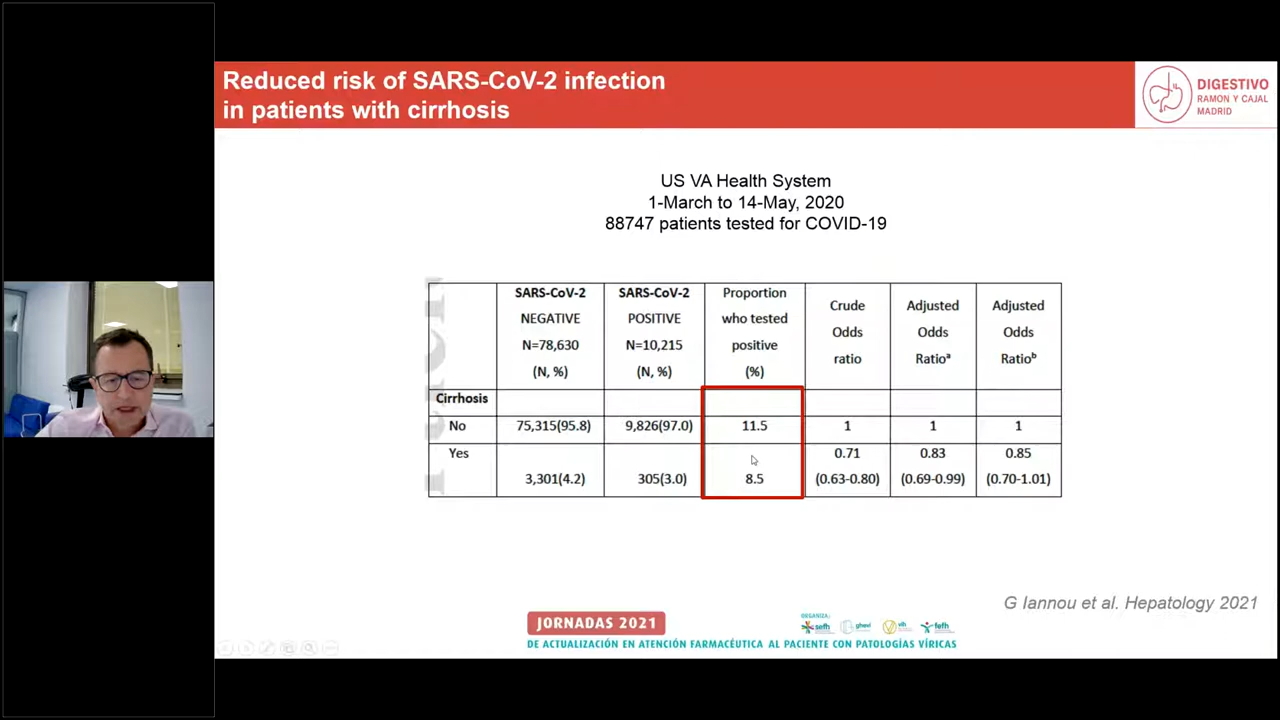 Reduced risk of SARS-CoV-2 infection
in patients with cirrhosis
DIGESTIVO
RAMON Y CAJAL
MADRID
US VA Health System
1-March to 14-May, 2020
88747 patients tested for COVID-19
SARS-CoV-2 NEGATIVE N=78,630 (N, %)
SARS-CoV-2 POSITIVE N=10,215 (N, %)
Proportion who tested positive (%)
Crude Odds ratio
Adjusted Odds Ratioᵃ
Adjusted Odds Ratioᵇ
Cirrhosis
No 75,315(95.8) 9,826(97.0) 11.5 1 1 1
Yes 3,301(4.2) 305(3.0) 8.5 0.71 (0.63-0.80) 0.83 (0.69-0.99) 0.85 (0.70-1.01)
G Iannou et al. Hepatology 2021
JORNADAS 2021
ORGANIZA:
sefh ghevi vih fefh
DE ACTUALIZACIÓN EN ATENCIÓN FARMACÉUTICA AL PACIENTE CON PATOLOGÍAS VÍRICAS